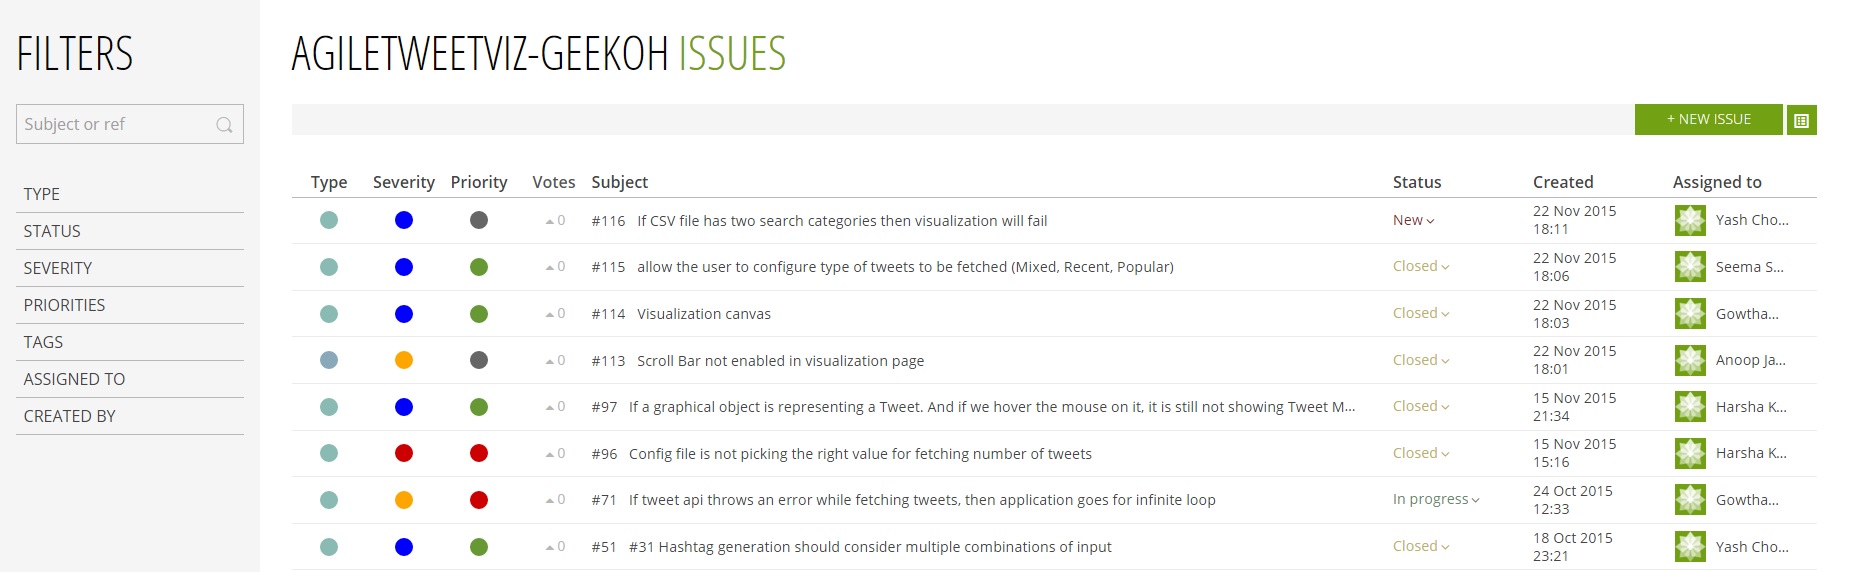 FILTERS
Subject or ref
TYPE
STATUS
SEVERITY
PRIORITIES
TAGS
ASSIGNED TO
CREATED BY
AGILETWEETVIZ-GEEKOH ISSUES
+ NEW ISSUE
Type Severity Priority Votes Subject Status Created Assigned to
0 #116 If CSV file has two search categories then visualization will fail New 22 Nov 2015 Yash Cho...
18:11
0 #115 allow the user to configure type of tweets to be fetched (Mixed, Recent, Popular) Closed 22 Nov 2015 Seema S...
18:06
0 #114 Visualization canvas Closed 22 Nov 2015 Gowtha...
18:03
0 #113 Scroll Bar not enabled in visualization page Closed 22 Nov 2015 Anoop Ja...
18:01
0 #97 If a graphical object is representing a Tweet. And if we hover the mouse on it, it is still not showing Tweet M... Closed 15 Nov 2015 Harsha K...
21:34
0 #96 Config file is not picking the right value for fetching number of tweets Closed 15 Nov 2015 Harsha K...
15:16
0 #71 If tweet api throws an error while fetching tweets, then application goes for infinite loop In progress 24 Oct 2015 Gowtha...
12:33
0 #51 #31 Hashtag generation should consider multiple combinations of input Closed 18 Oct 2015 Yash Cho...
23:21